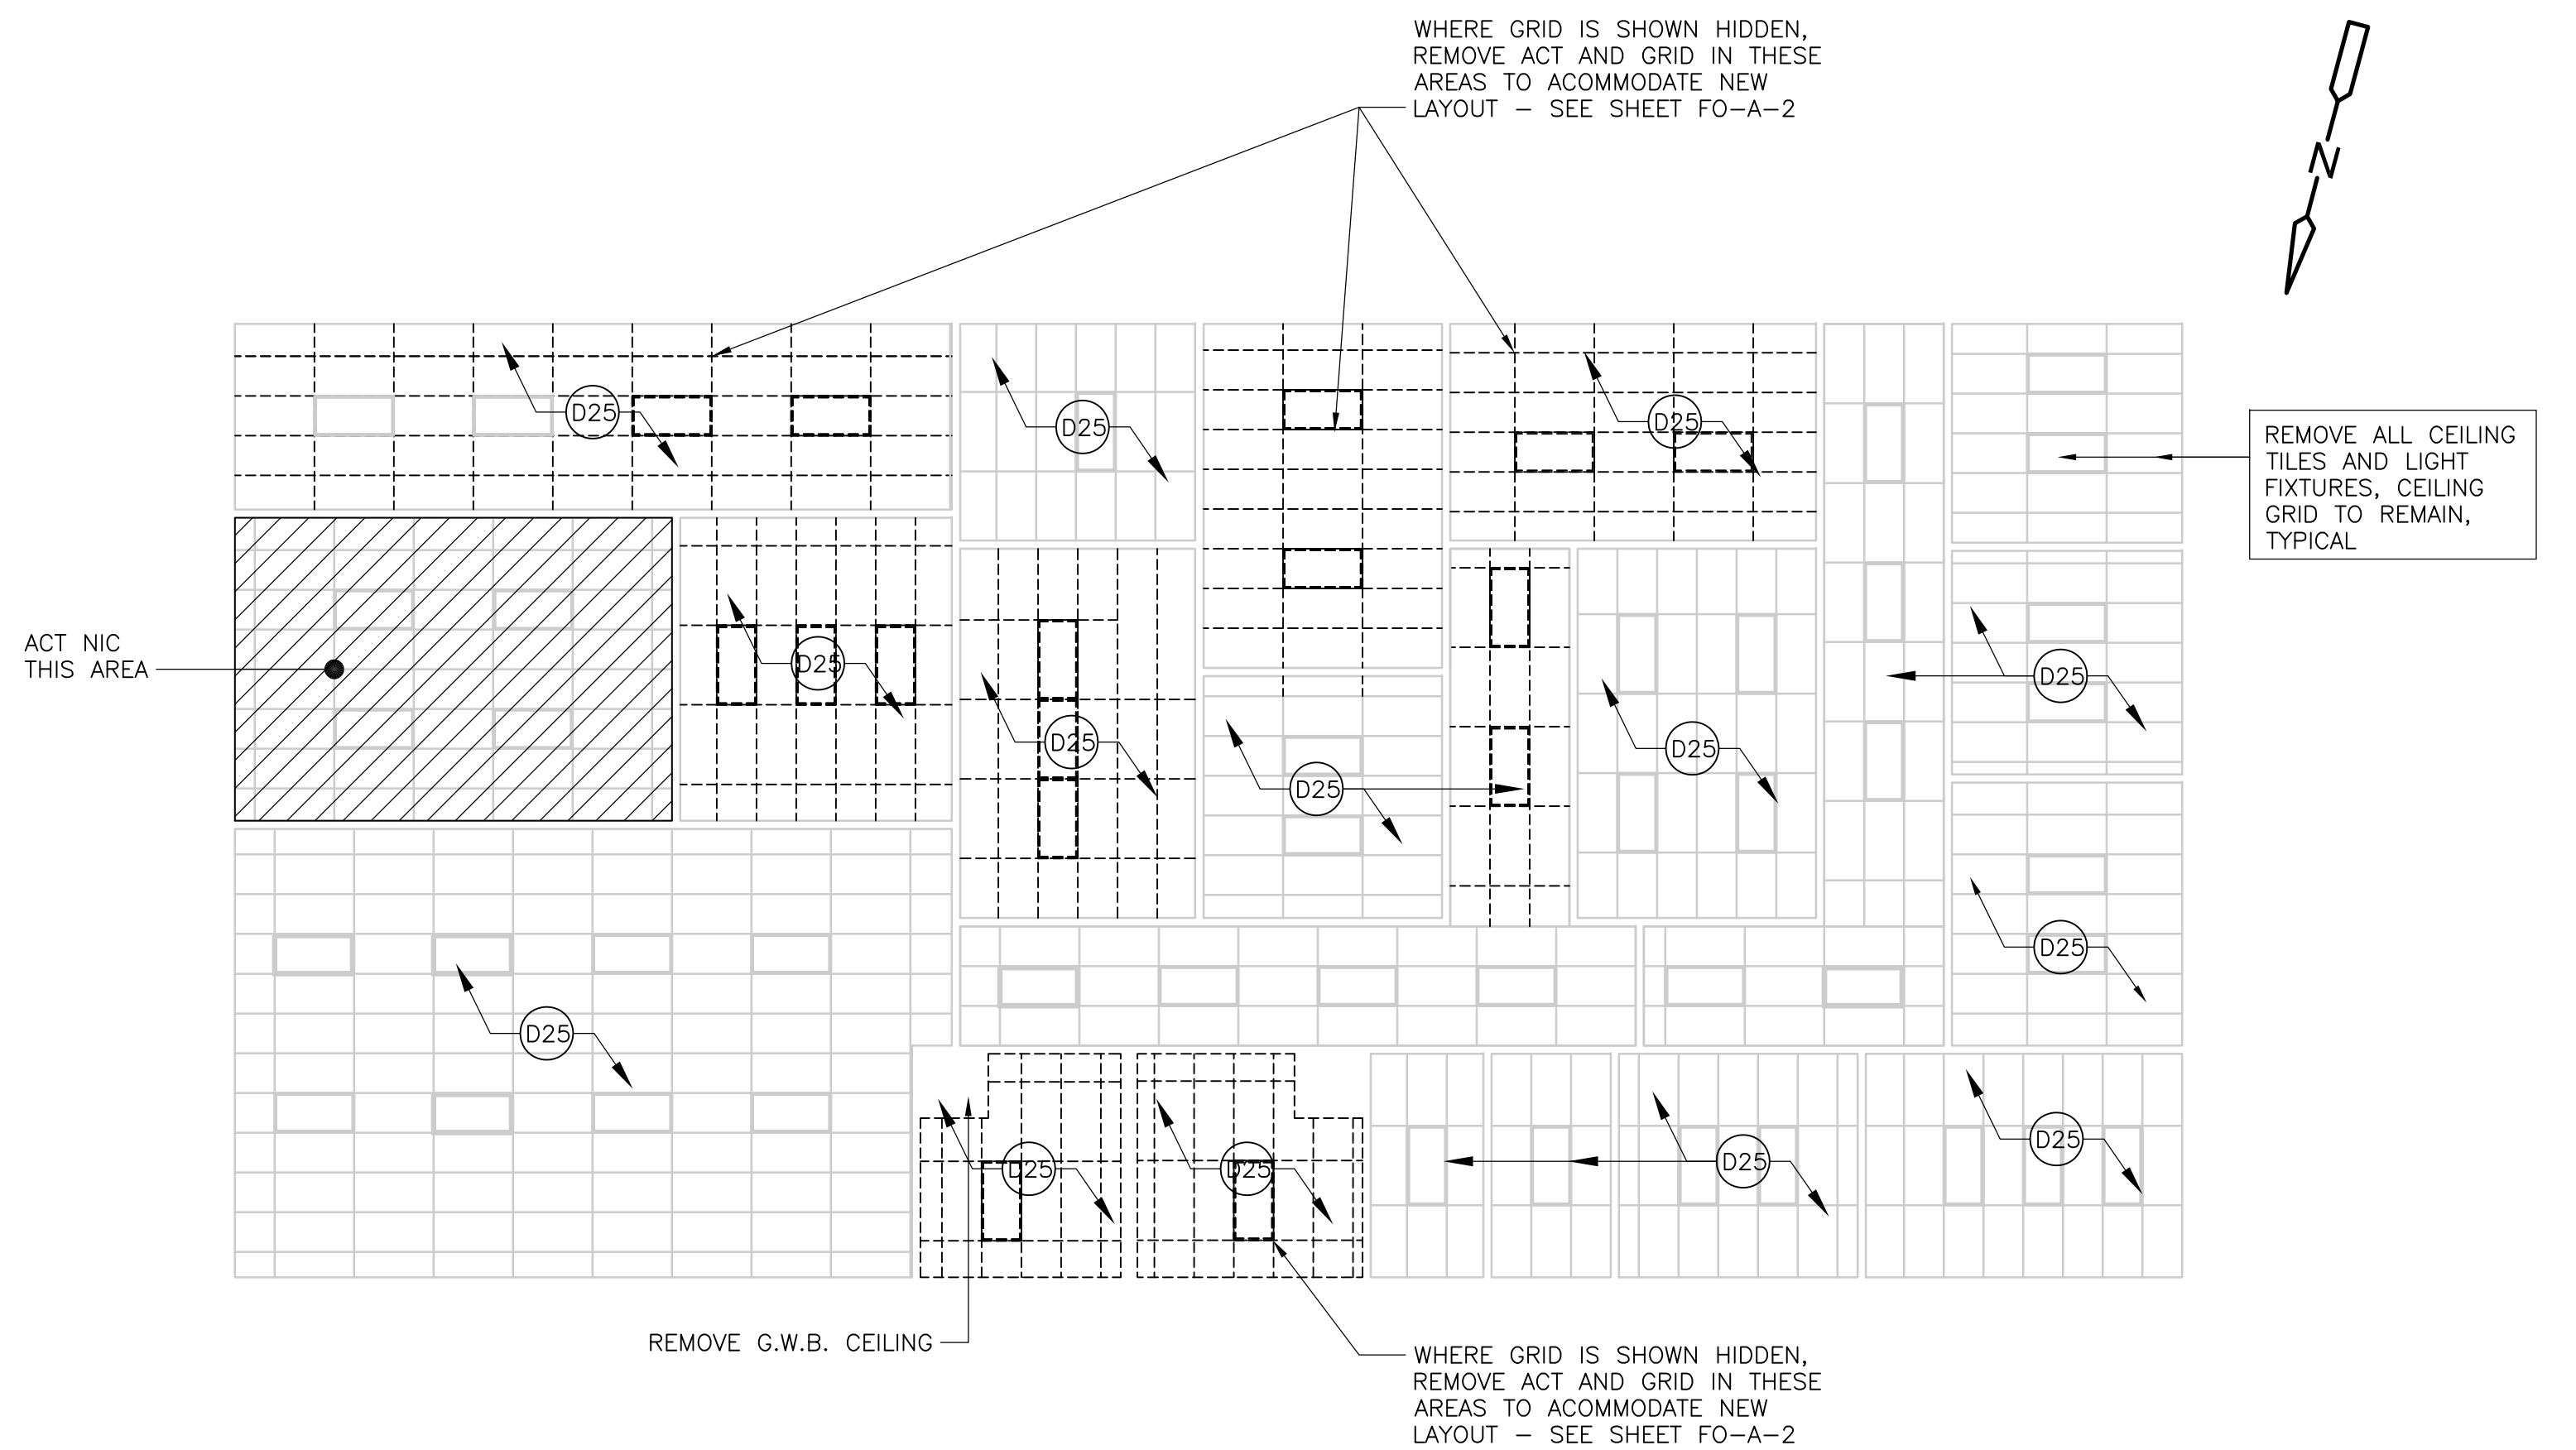 WHERE GRID IS SHOWN HIDDEN,
REMOVE ACT AND GRID IN THESE
AREAS TO ACOMMODATE NEW
LAYOUT – SEE SHEET FO–A–2
N
D25
D25
D25
REMOVE ALL CEILING
TILES AND LIGHT
FIXTURES, CEILING
GRID TO REMAIN,
TYPICAL
ACT NIC
THIS AREA
D25
D25
D25
D25
D25
D25
D25
D25
D25
D25
D25
D25
REMOVE G.W.B. CEILING
WHERE GRID IS SHOWN HIDDEN,
REMOVE ACT AND GRID IN THESE
AREAS TO ACOMMODATE NEW
LAYOUT – SEE SHEET FO–A–2